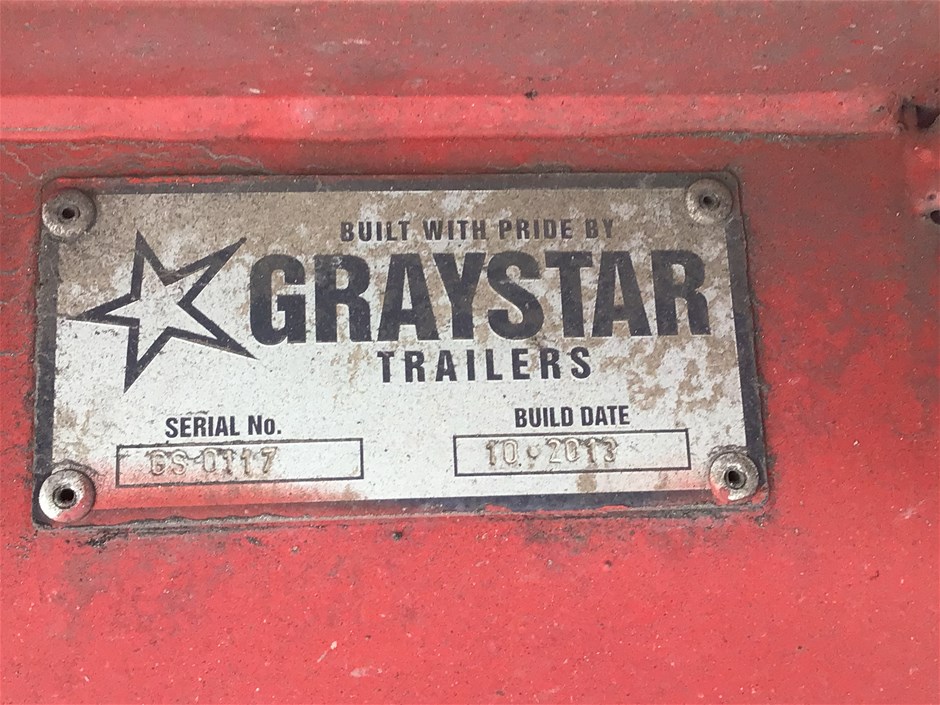 BUILT WITH PRIDE BY
GRAYSTAR
TRAILERS
SERIAL No. BUILD DATE
GS-0117 10.2013